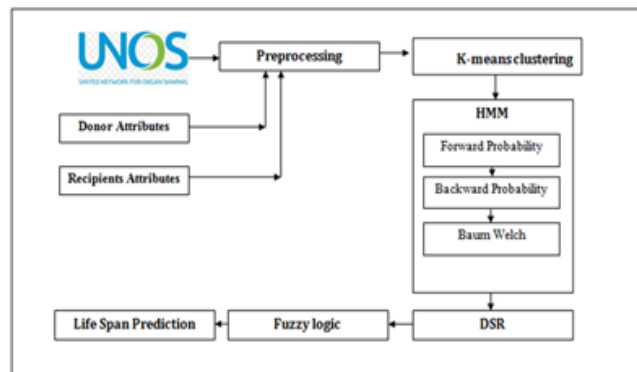 UNOS
UNITED NETWORK FOR ORGAN SHARING
Preprocessing
K-means clustering
Donor Attributes
Recipients Attributes
HMM
Forward Probability
Backward Probability
Baum Welch
Life Span Prediction
Fuzzy logic
DSR